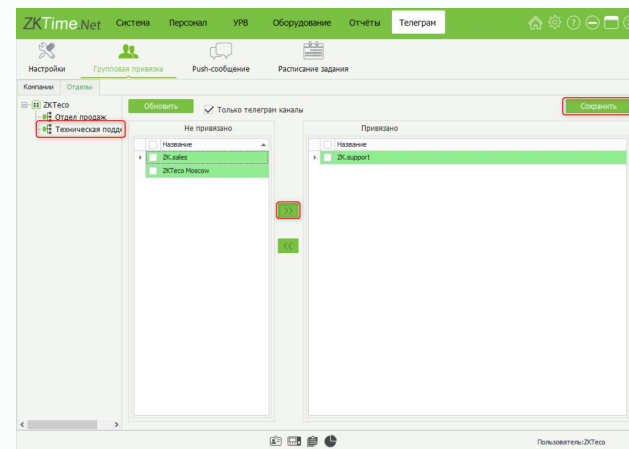 ZKTime.Net Система Персонал УРВ Оборудование Отчёты Телеграм
Настройки Групповая привязка Push-сообщение Расписание задания
Компании Отделы
ZKTeco
Отдел продаж
Техническая подде
Обновить Только телеграм каналы Сохранить
Не привязано Привязано
Название Название
ZK.sales ZK.support
ZKTeco Moscow
>>
<<
Пользователь:ZKTeco